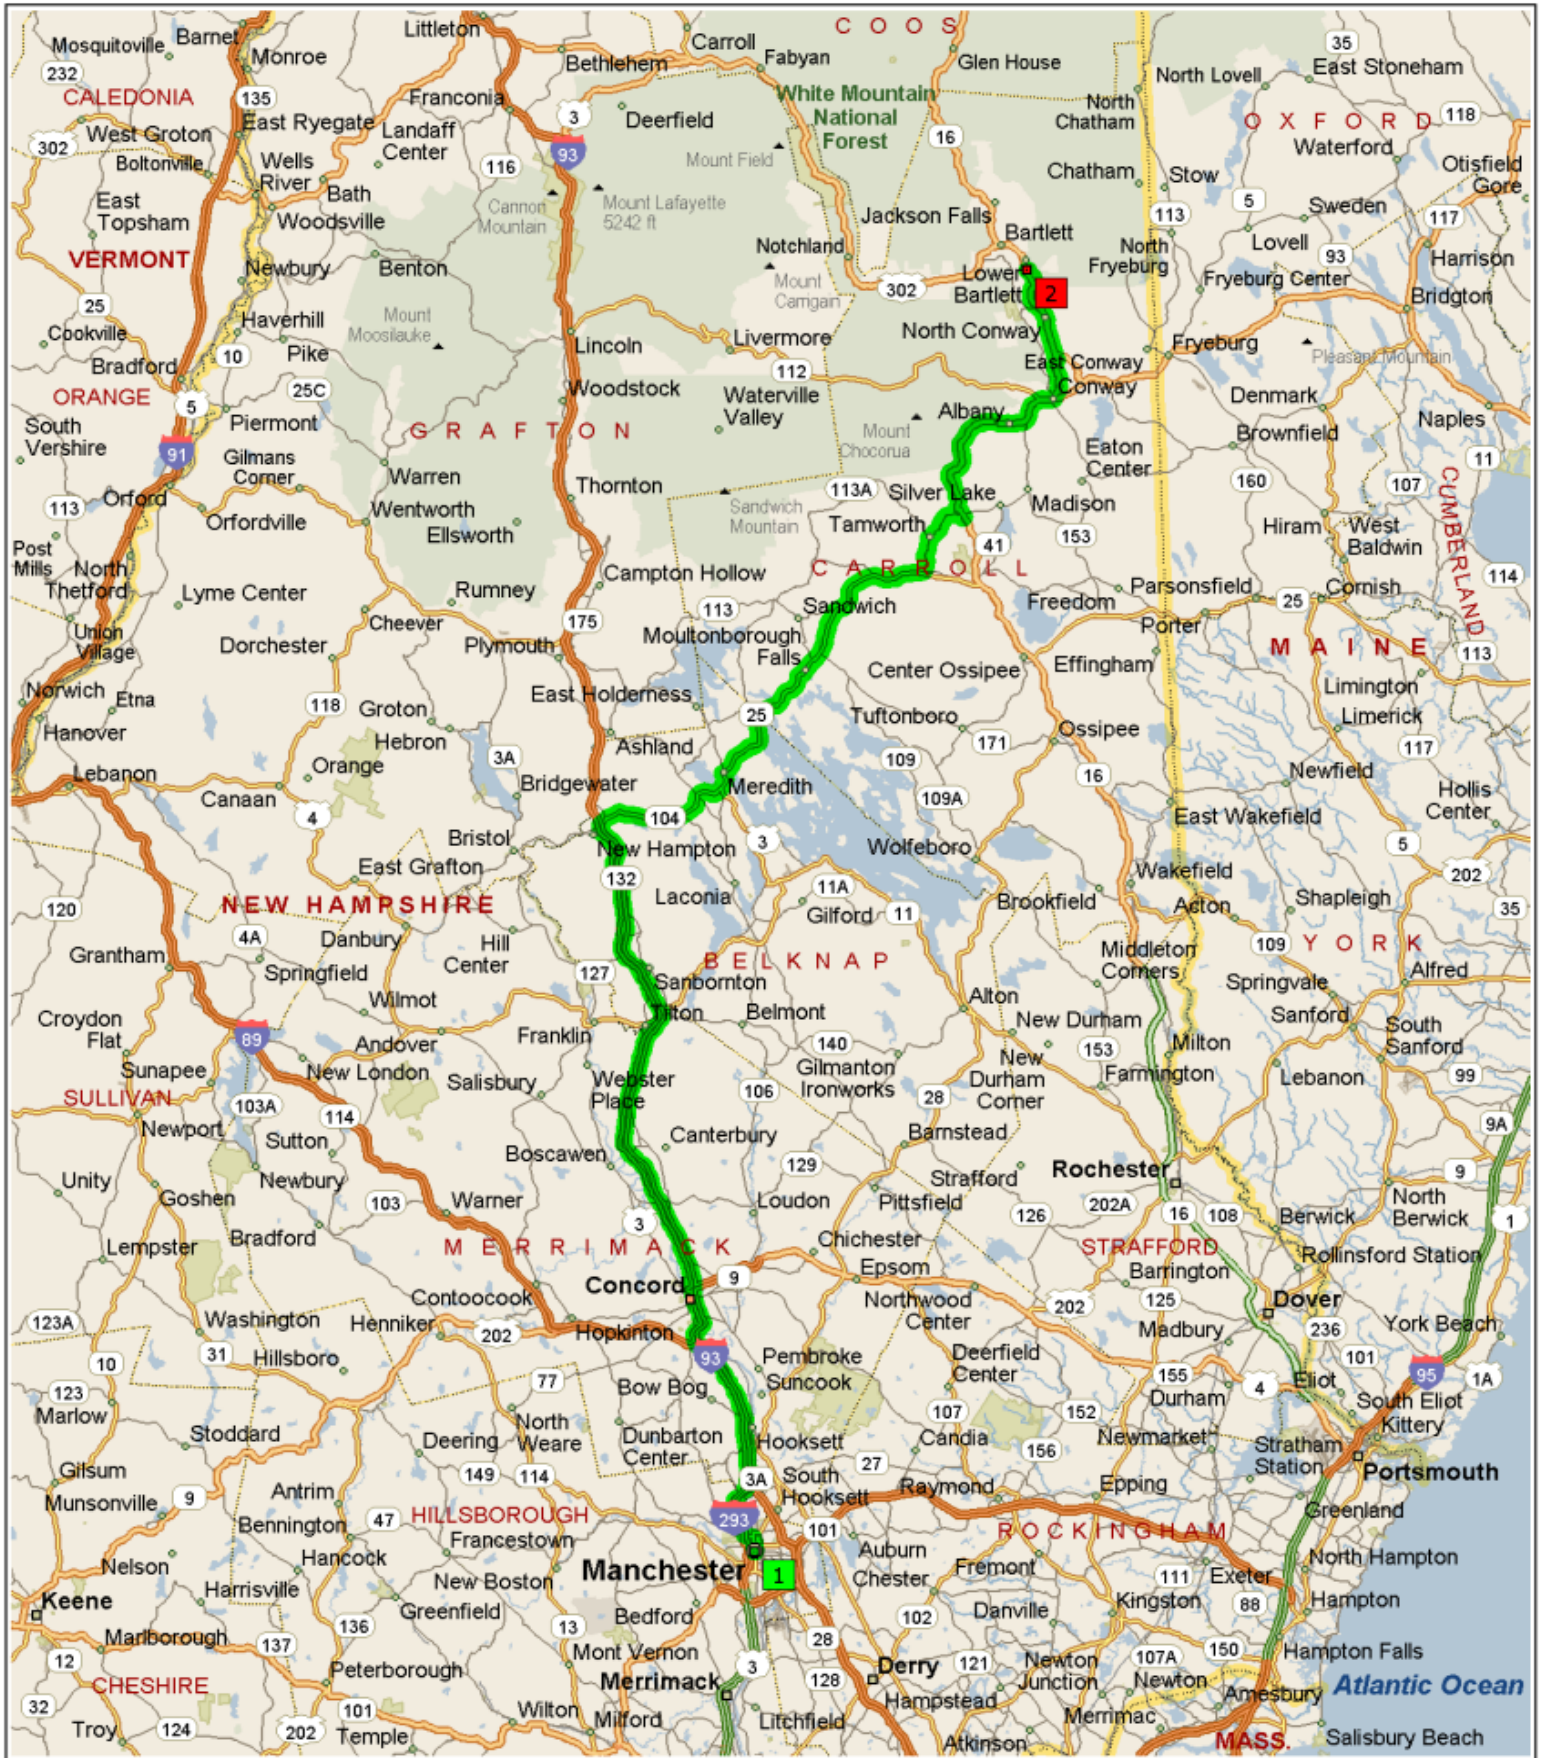 COOS
Littleton
Barnet
Mosquitoville
Monroe
Carroll
Fabyan
Bethlehem
Glen House
35
East Stoneham
North Lovell
232
CALEDONIA
135
Franconia
3
Deerfield
White Mountain
National
Forest
North
Chatham
OXFORD
118
West Groton
302
East Ryegate
Landaff
Center
93
16
Waterford
Boltonville
Wells
River
116
Mount Field
Otisfield
Gore
Chatham
Stow
East
Topsham
Bath
Woodsville
Cannon
Mountain
Mount Lafayette
5242 ft
Jackson Falls
113
5
Sweden
117
VERMONT
Notchland
Bartlett
North
Fryeburg
Lovell
93
Harrison
Newbury
Benton
Mount
Carrigain
302
Lower
Bartlett
2
Fryeburg Center
Bridgton
25
Cookville
Haverhill
Mount
Moosilauke
Livermore
North Conway
Bradford
10
Pike
Lincoln
Fryeburg
Pleasant Mountain
ORANGE
25C
112
East Conway
Conway
5
Piermont
Woodstock
Waterville
Valley
Albany
Denmark
Naples
South
Vershire
GRAFTON
Mount
Chocorua
Eaton
Center
Brownfield
11
91
Gilmans
Corner
Warren
Thornton
113A
Silver Lake
Madison
160
107
CUMBERLAND
Orford
113
Orfordville
Wentworth
Ellsworth
Sandwich
Mountain
Tamworth
153
Hiram
West
Baldwin
Post
Mills
North
Thetford
41
Campton Hollow
CARROLL
Parsonsfield
114
Lyme Center
Rumney
113
Sandwich
Freedom
25
Cornish
Union
Village
Cheever
175
Moultonborough
Falls
Porter
Dorchester
Plymouth
Center Ossipee
Effingham
MAINE
113
Norwich
Etna
East Holderness
Limington
118
Groton
25
Tuftonboro
Limerick
Hanover
Hebron
Ashland
171
Ossipee
117
Lebanon
Orange
3A
109
16
Newfield
Canaan
Bridgewater
Meredith
109A
Hollis
Center
4
104
East Wakefield
Bristol
New Hampton
3
Wolfeboro
5
East Grafton
132
Wakefield
202
120
NEW HAMPSHIRE
Laconia
11A
Gilford
11
Brookfield
Acton
Shapleigh
35
4A
Danbury
Hill
Center
Middleton
Corners
109
YORK
Grantham
Springfield
127
BELKNAP
Springvale
Alfred
Wilmot
Sanbornton
Tilton
Belmont
Alton
Sanford
South
Sanford
Croydon
Flat
89
Andover
Franklin
New Durham
Milton
Sunapee
New London
Salisbury
140
Gilmanton
Ironworks
New
Durham
Corner
153
Farmington
Lebanon
99
SULLIVAN
103A
114
Webster
Place
106
28
9A
Newport
Sutton
Canterbury
Barnstead
Boscawen
129
Strafford
Rochester
9
Unity
Goshen
Newbury
103
Warner
Loudon
Pittsfield
202A
North
Berwick
126
16
108
Berwick
1
Lempster
Bradford
3
Chichester
MERRIMACK
STRAFFORD
Rollinsford Station
Concord
9
Epsom
Barrington
Contoocook
Northwood
Center
202
125
Dover
123A
Washington
Henniker
202
Hopkinton
Madbury
236
York Beach
10
31
Hillsboro
93
Pembroke
Suncook
Deerfield
Center
101
95
123
Marlow
77
Bow Bog
155
Durham
4
Eliot
1A
South Eliot
Kittery
Stoddard
North
Weare
Dunbarton
Center
107
152
Deering
Hooksett
Candia
Newmarket
Stratham
Station
Gilsum
149
114
156
27
Portsmouth
Munsonville
9
Antrim
3A
South
Hooksett
Raymond
Epping
Greenland
Bennington
47
HILLSBOROUGH
Francestown
293
101
ROCKINGHAM
Nelson
Hancock
Auburn
North Hampton
Manchester
1
Chester
Fremont
111
Exeter
Keene
Harrisville
New Boston
Greenfield
Bedford
102
Danville
Kingston
88
Hampton
Marlborough
136
13
Mont Vernon
28
150
Hampton Falls
12
137
Peterborough
3
Derry
121
Newton
Junction
107A
CHESHIRE
Merrimack
128
Newton
Atlantic Ocean
32
101
Hampstead
Amesbury
Troy
124
202
Temple
Wilton
Milford
Litchfield
Merrimac
Atkinson
MASS.
Salisbury Beach